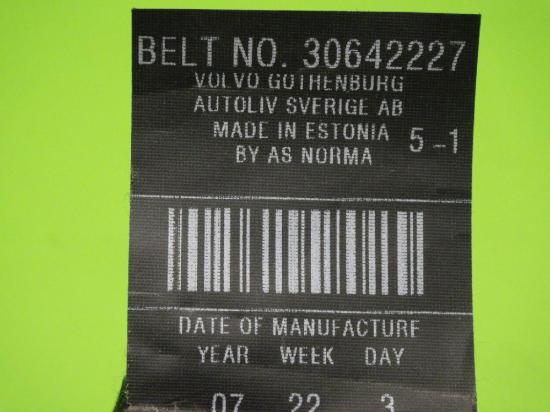 BELT NO. 30642227
VOLVO GOTHENBURG
AUTOLIV SVERIGE AB
MADE IN ESTONIA 5-1
BY AS NORMA
DATE OF MANUFACTURE
YEAR WEEK DAY
07 22 3